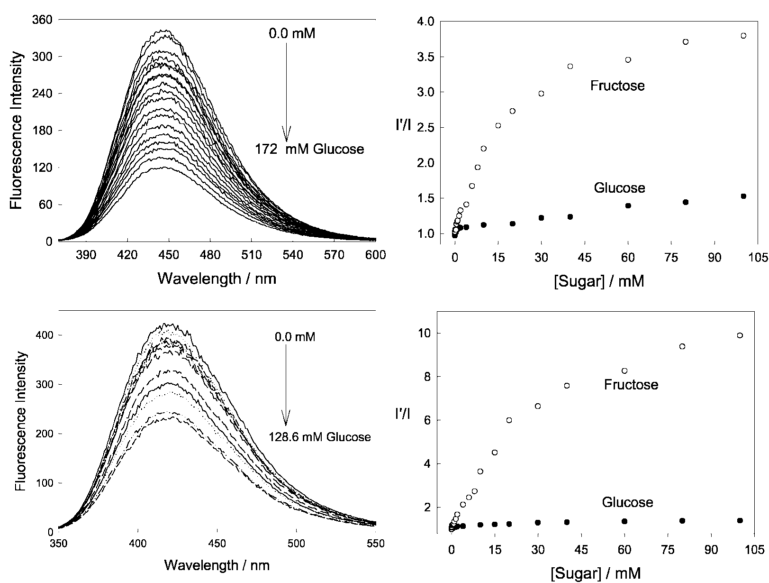 360
300
240
180
120
60
0
Fluorescence Intensity
0.0 mM
172 mM Glucose
390 420 450 480 510 540 570 600
Wavelength / nm
4.0
3.5
3.0
2.5
2.0
1.5
1.0
I'/I
Fructose
Glucose
0 15 30 45 60 75 90 105
[Sugar] / mM
400
300
200
100
0
Fluorescence Intensity
0.0 mM
128.6 mM Glucose
350 400 450 500 550
Wavelength / nm
10
8
6
4
2
I'/I
Fructose
Glucose
0 15 30 45 60 75 90 105
[Sugar] / mM